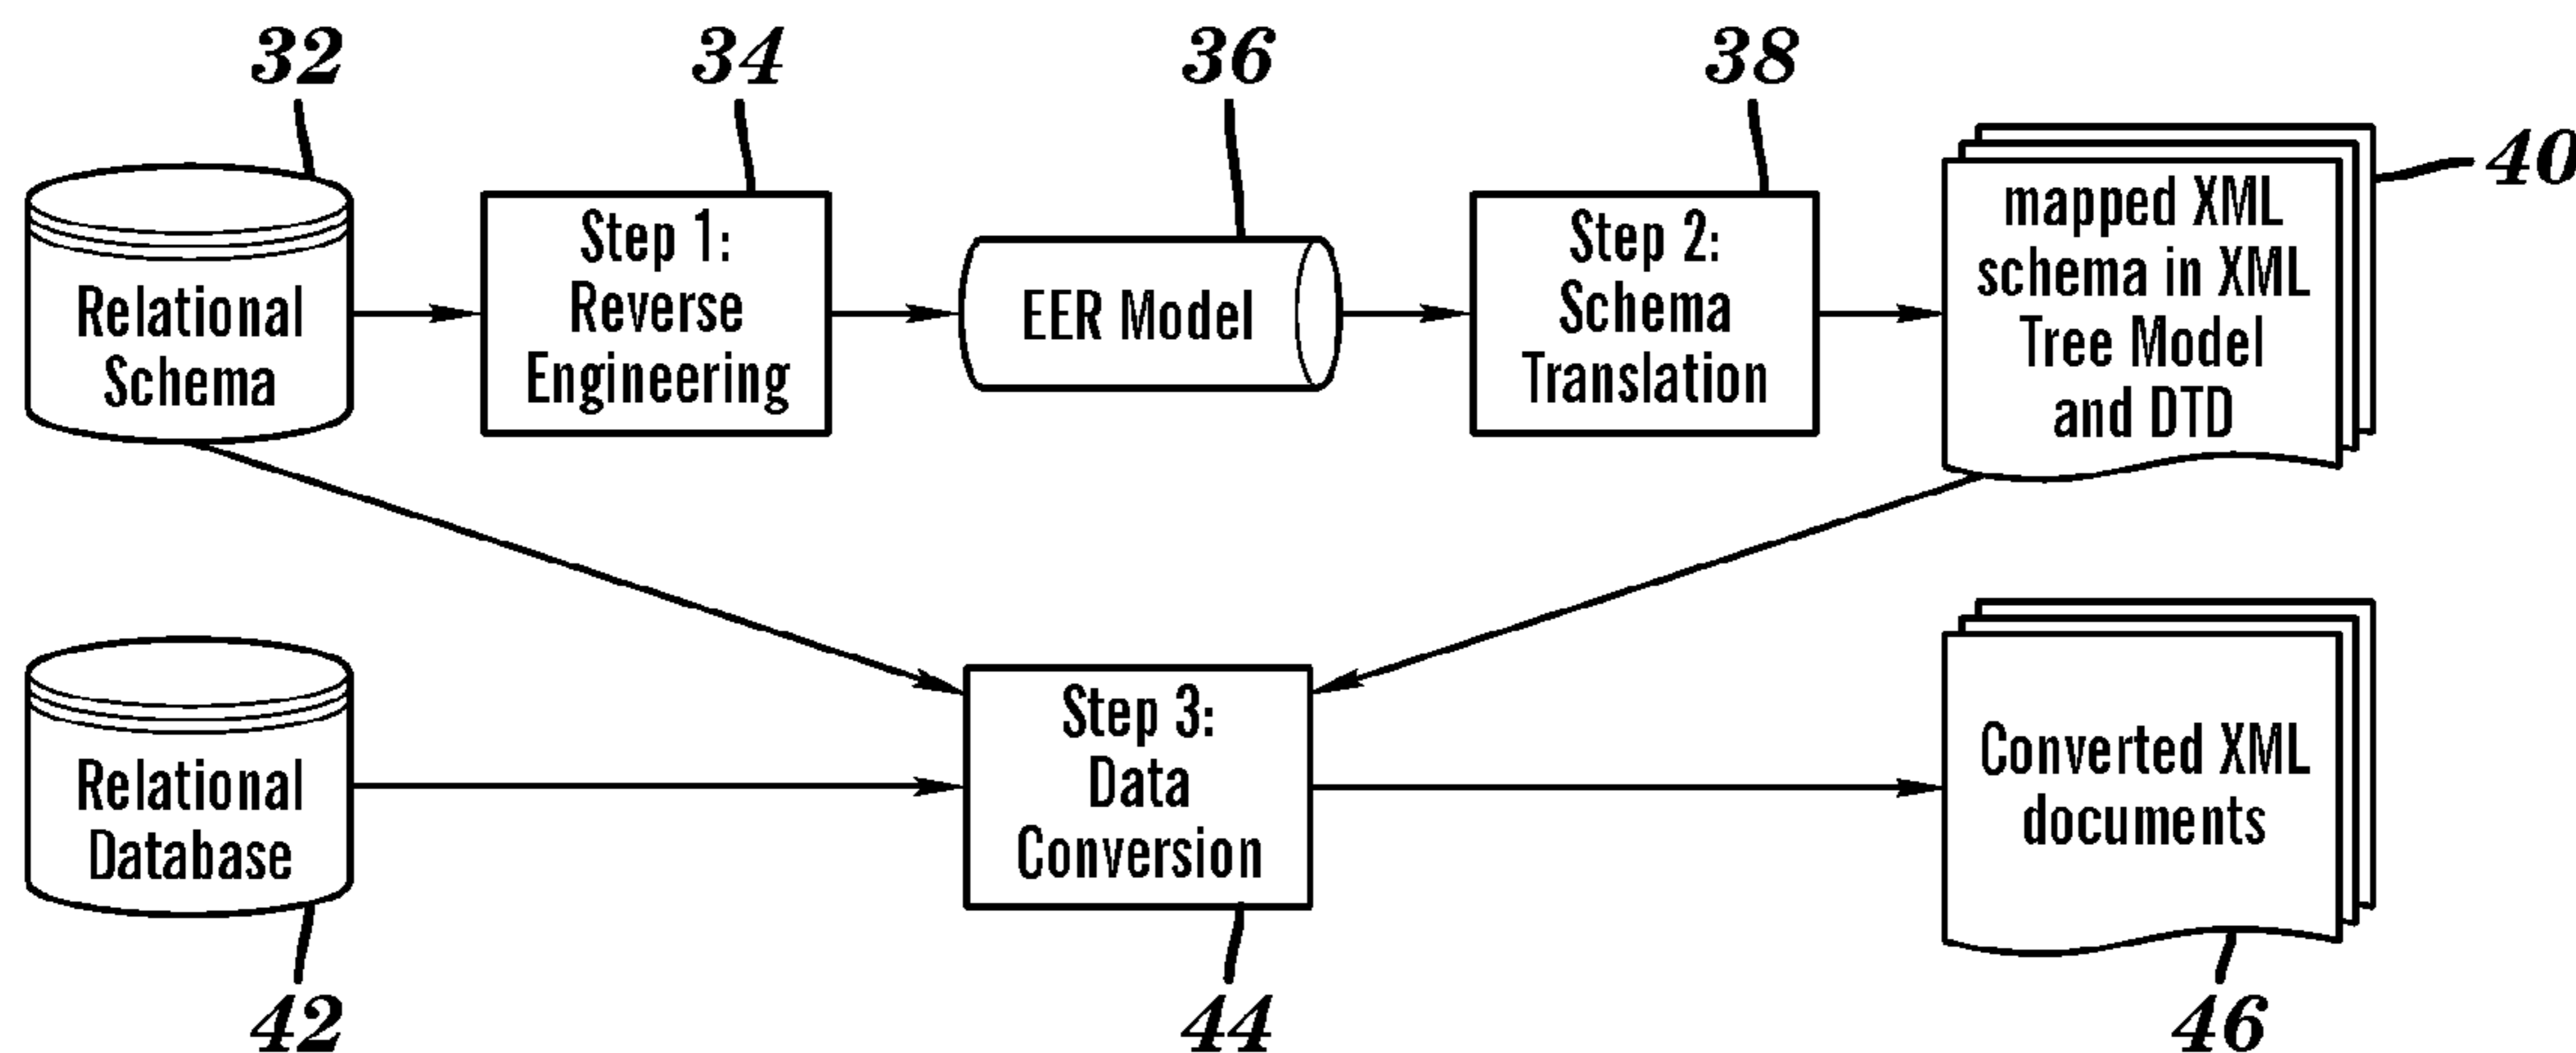 32
34
36
38
40
Relational
Schema
Step 1:
Reverse
Engineering
EER Model
Step 2:
Schema
Translation
mapped XML
schema in XML
Tree Model
and DTD
Relational
Database
Step 3:
Data
Conversion
Converted XML
documents
42
44
46